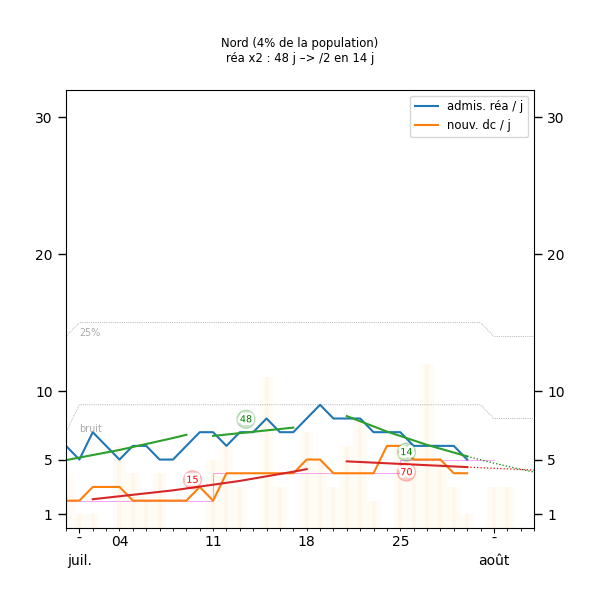 Nord (4% de la population)
réa x2 : 48 j –> /2 en 14 j
admis. réa / j
nouv. dc / j
30 30
20 20
25%
10 10
bruit
48
14
5 5
15
70
1 1
- 04 11 18 25 -
juil. août